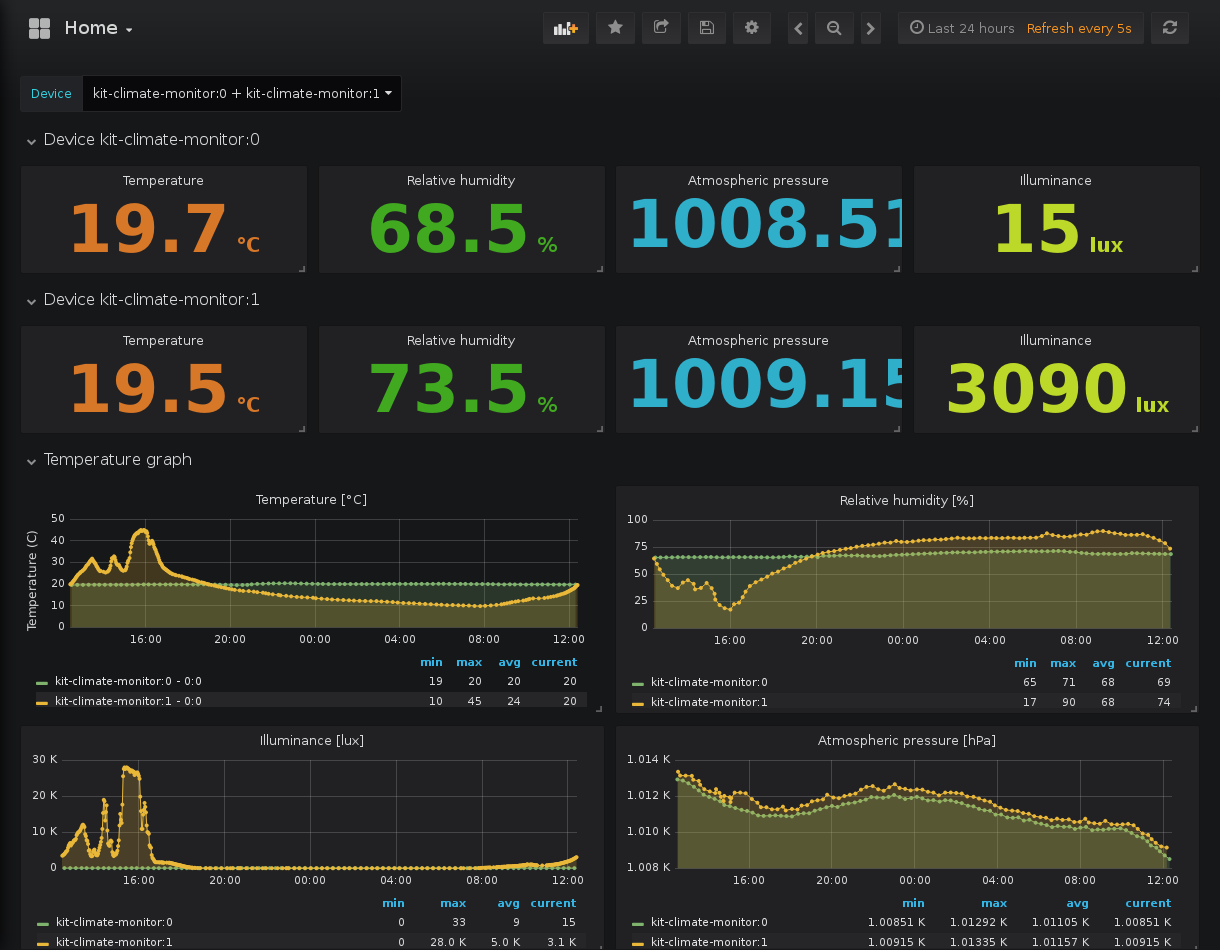 Home
Last 24 hours Refresh every 5s
Device kit-climate-monitor:0 + kit-climate-monitor:1
Device kit-climate-monitor:0
Temperature Relative humidity Atmospheric pressure Illuminance
19.7 °C 68.5 % 1008.51 15 lux
Device kit-climate-monitor:1
Temperature Relative humidity Atmospheric pressure Illuminance
19.5 °C 73.5 % 1009.15 3090 lux
Temperature graph
Temperature [°C]
Temperature (C)
50
40
30
20
10
0
16:00 20:00 00:00 04:00 08:00 12:00
min max avg current
kit-climate-monitor:0 - 0:0 19 20 20 20
kit-climate-monitor:1 - 0:0 10 45 24 20
Relative humidity [%]
100
75
50
25
0
16:00 20:00 00:00 04:00 08:00 12:00
min max avg current
kit-climate-monitor:0 65 71 68 69
kit-climate-monitor:1 17 90 68 74
Illuminance [lux]
30 K
20 K
10 K
0
16:00 20:00 00:00 04:00 08:00 12:00
min max avg current
kit-climate-monitor:0 0 33 9 15
kit-climate-monitor:1 0 28.0 K 5.0 K 3.1 K
Atmospheric pressure [hPa]
1.014 K
1.012 K
1.010 K
1.008 K
16:00 20:00 00:00 04:00 08:00 12:00
min max avg current
kit-climate-monitor:0 1.00851 K 1.01292 K 1.01105 K 1.00851 K
kit-climate-monitor:1 1.00915 K 1.01335 K 1.01157 K 1.00915 K